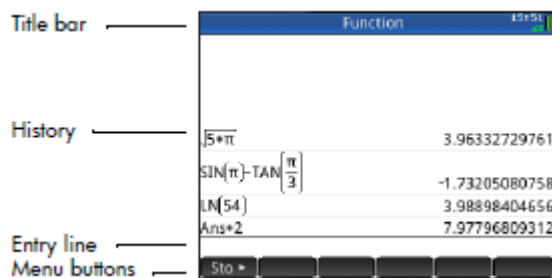 Title bar
Function
15:51
History
√5*π 3.96332729761
SIN(π)-TAN(π/3) -1.73205080758
LN(54) 3.98898404656
Ans*2 7.97796809312
Entry line
Menu buttons
Sto ▸